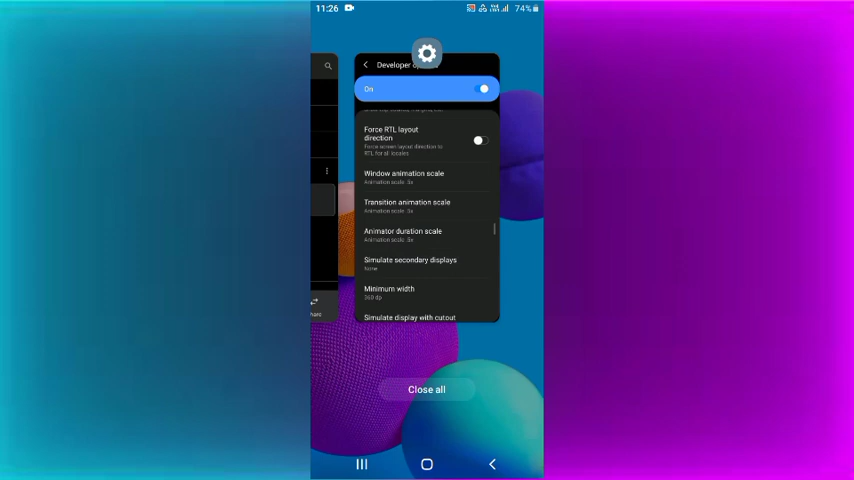 11:26
74%
Developer op
On
Force RTL layout
direction
Force screen layout direction to
RTL for all locales
Window animation scale
Animation scale .5x
Transition animation scale
Animation scale .5x
Animator duration scale
Animation scale .5x
Simulate secondary displays
None
Minimum width
360 dp
Simulate display with cutout
hare
Close all